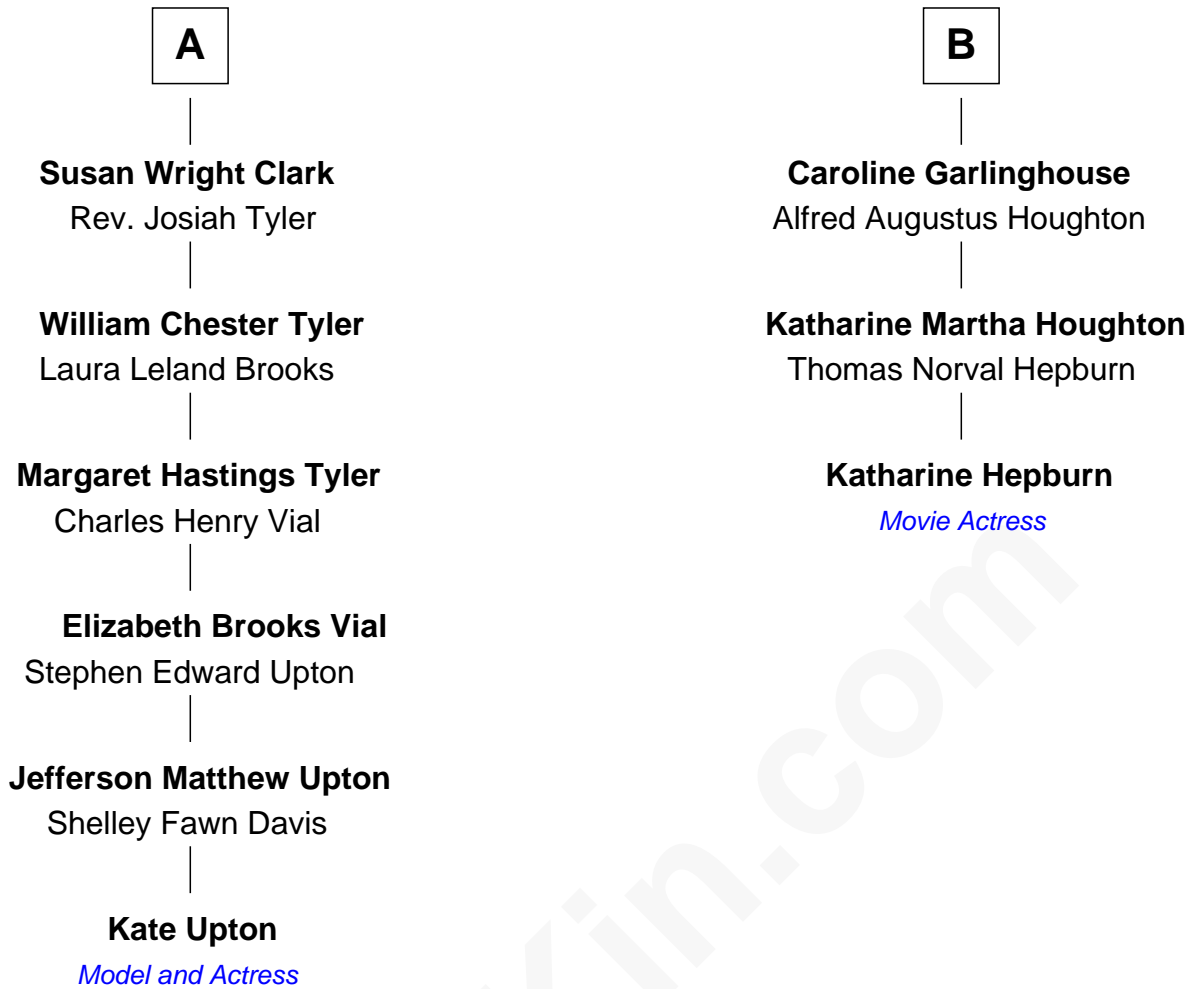 A
Susan Wright Clark
Rev. Josiah Tyler
William Chester Tyler
Laura Leland Brooks
Margaret Hastings Tyler
Charles Henry Vial
Elizabeth Brooks Vial
Stephen Edward Upton
Jefferson Matthew Upton
Shelley Fawn Davis
Kate Upton
Model and Actress
B
Caroline Garlinghouse
Alfred Augustus Houghton
Katharine Martha Houghton
Thomas Norval Hepburn
Katharine Hepburn
Movie Actress
Kin.com